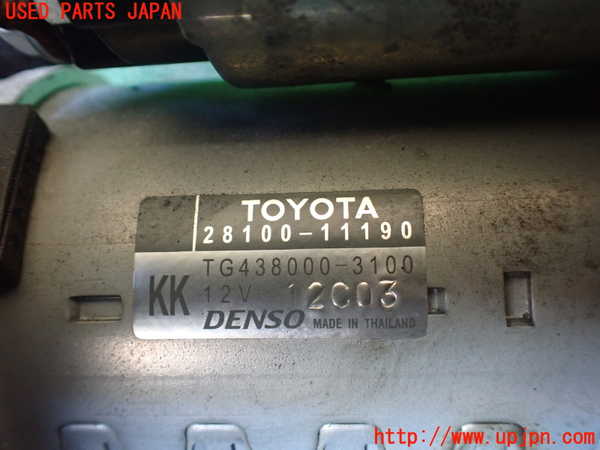 USED PARTS JAPAN
TOYOTA
28100-11190
TG438000-3100
KK 12V 12C03
DENSO MADE IN THAILAND
http://www.upjpn.com/